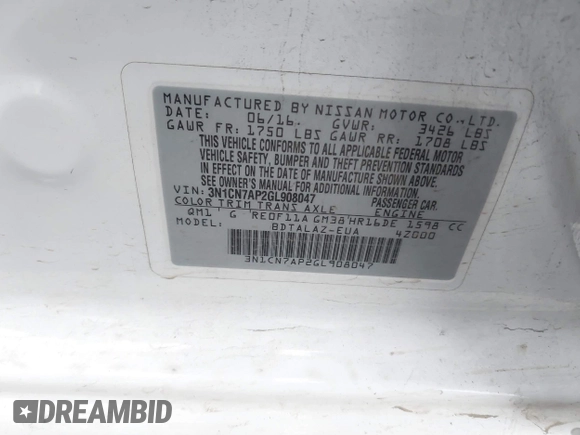 MANUFACTURED BY NISSAN MOTOR CO.,LTD.
DATE: 06/16. GVWR: 3426 LBS
GAWR FR: 1750 LBS GAWR RR: 1708 LBS
THIS VEHICLE CONFORMS TO ALL APPLICABLE FEDERAL MOTOR
VEHICLE SAFETY, BUMPER AND THEFT PREVENTION STANDARDS
IN EFFECT ON THE DATE OF MANUFACTURE SHOWN ABOVE.
SEE OWNER'S MANUAL FOR ADDITIONAL INFORMATION.
VIN: 3N1CN7AP2GL908047 PASSENGER CAR.
COLOR TRIM TRANS AXLE ENGINE
QM1 G RE0F11A GM38 HR16DE 1598 CC
MODEL: BDTALAZ-EUA 42000
3N1CN7AP2GL908047
DREAMBID